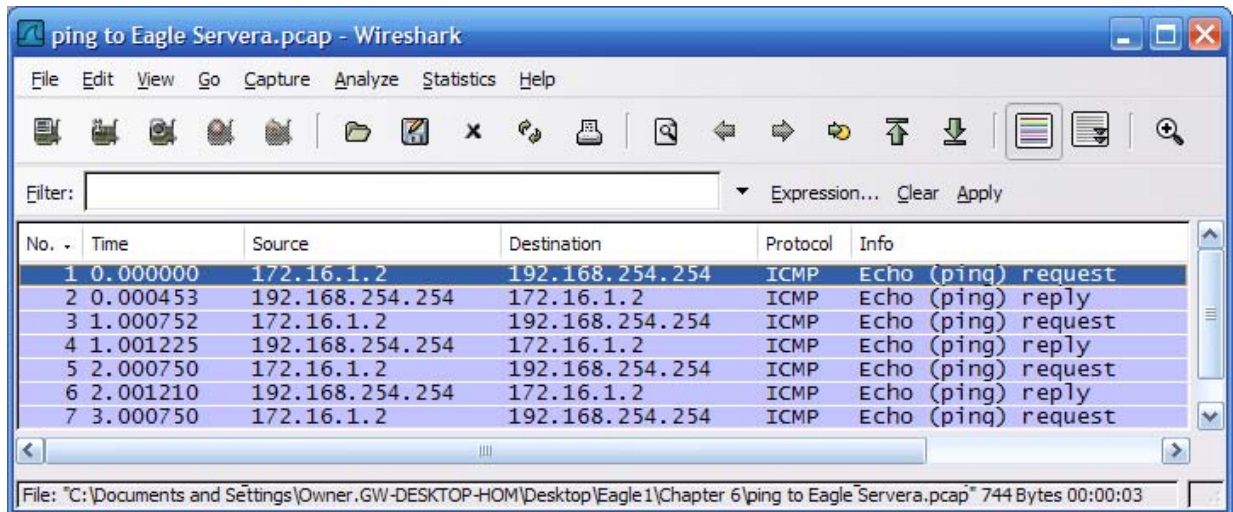 ping to Eagle Servera.pcap - Wireshark
File Edit View Go Capture Analyze Statistics Help
Filter: Expression... Clear Apply
No. Time Source Destination Protocol Info
1 0.000000 172.16.1.2 192.168.254.254 ICMP Echo (ping) request
2 0.000453 192.168.254.254 172.16.1.2 ICMP Echo (ping) reply
3 1.000752 172.16.1.2 192.168.254.254 ICMP Echo (ping) request
4 1.001225 192.168.254.254 172.16.1.2 ICMP Echo (ping) reply
5 2.000750 172.16.1.2 192.168.254.254 ICMP Echo (ping) request
6 2.001210 192.168.254.254 172.16.1.2 ICMP Echo (ping) reply
7 3.000750 172.16.1.2 192.168.254.254 ICMP Echo (ping) request
File: "C:\Documents and Settings\Owner.GW-DESKTOP-HOM\Desktop\Eagle1\Chapter 6\ping to Eagle Servera.pcap" 744 Bytes 00:00:03